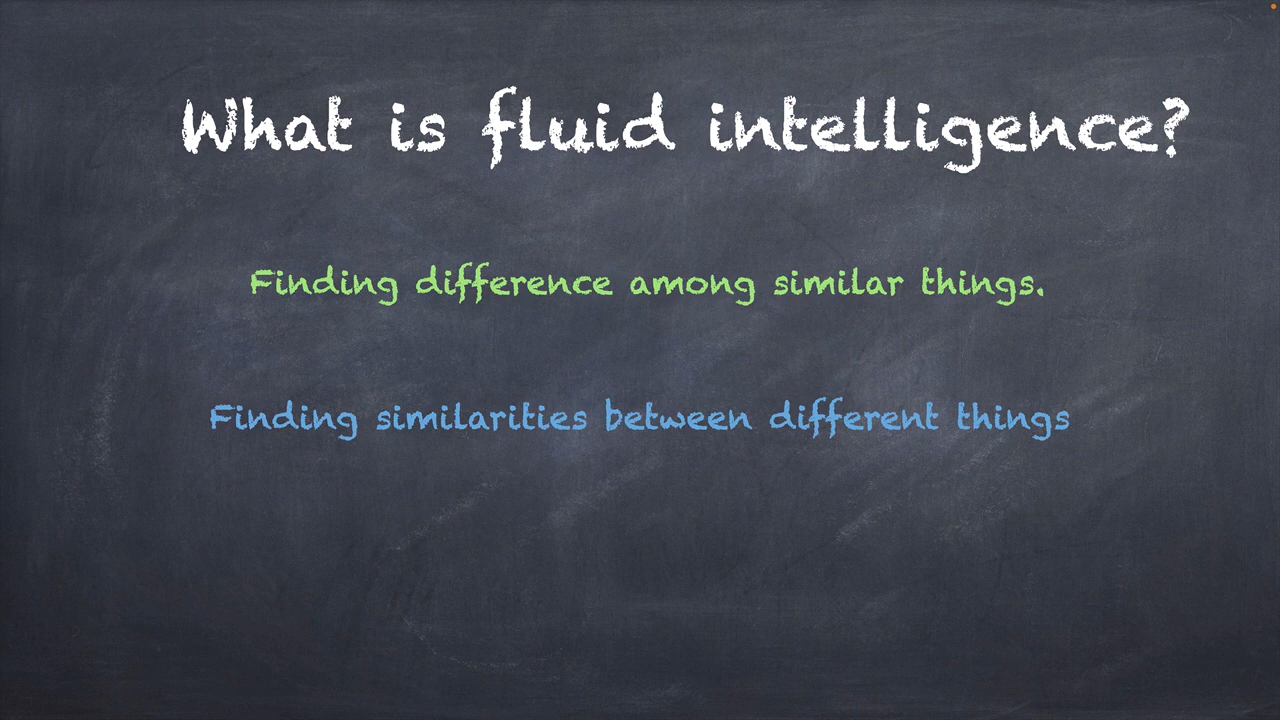 What is fluid intelligence?
Finding difference among similar things.
Finding similarities between different things